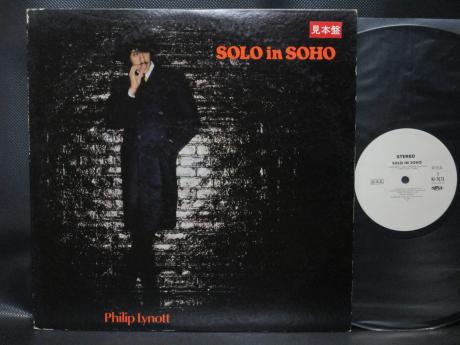 見本盤
SOLO in SOHO
Philip Lynott
STEREO
SOLO IN SOHO